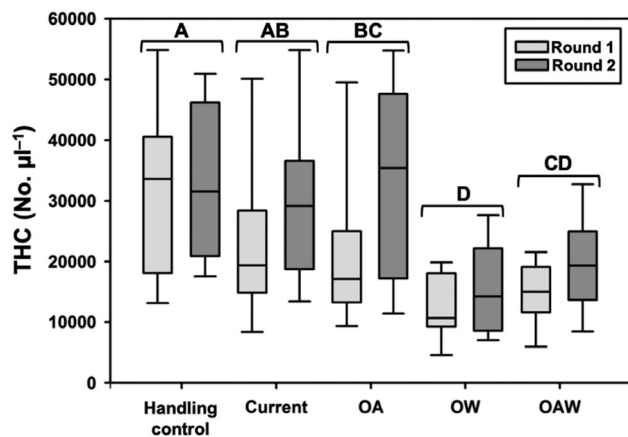 60000
50000
40000
30000
20000
10000
0
THC (No. µl⁻¹)
A
AB
BC
D
CD
Round 1
Round 2
Handling control
Current
OA
OW
OAW